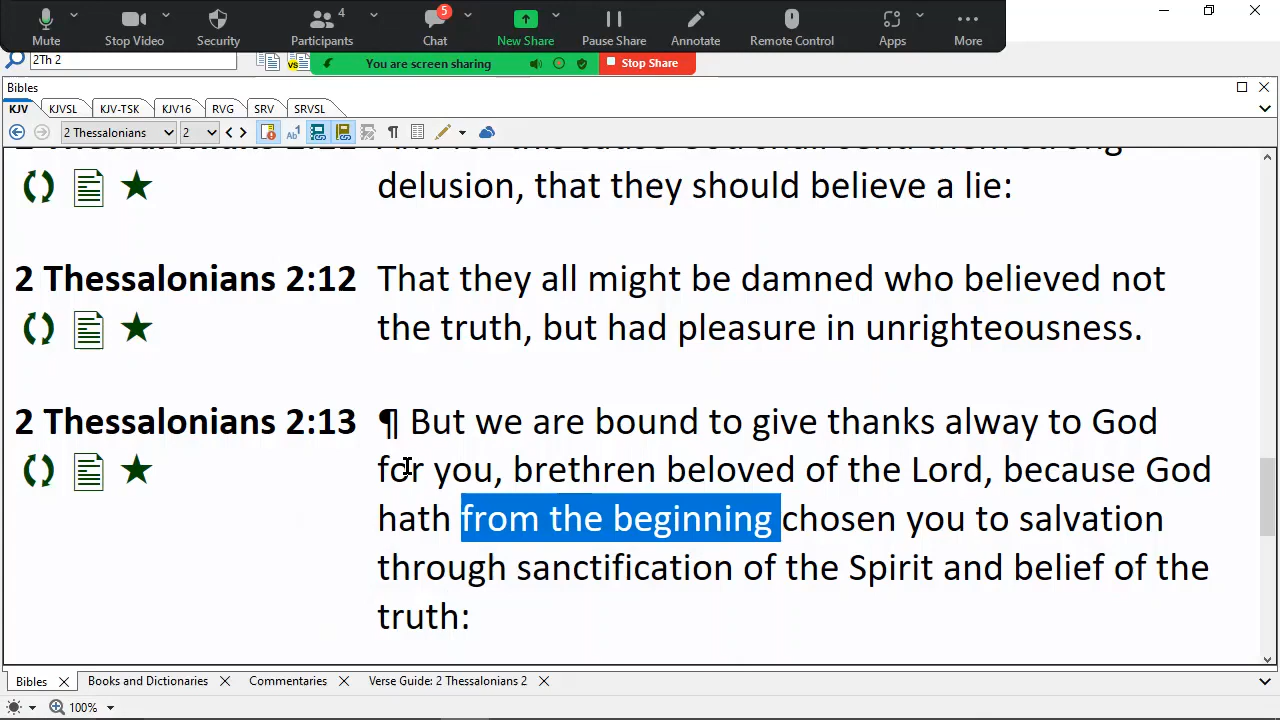 Mute
Stop Video
Security
4
Participants
5
Chat
New Share
Pause Share
Annotate
Remote Control
Apps
More
2Th 2
VS
You are screen sharing
Stop Share
Bibles
KJV KJVSL KJV-TSK KJV16 RVG SRV SRVSL
2 Thessalonians 2
delusion, that they should believe a lie:
2 Thessalonians 2:12 That they all might be damned who believed not
the truth, but had pleasure in unrighteousness.
2 Thessalonians 2:13 ¶ But we are bound to give thanks alway to God
for you, brethren beloved of the Lord, because God
hath from the beginning chosen you to salvation
through sanctification of the Spirit and belief of the
truth:
Bibles Books and Dictionaries Commentaries Verse Guide: 2 Thessalonians 2
100%